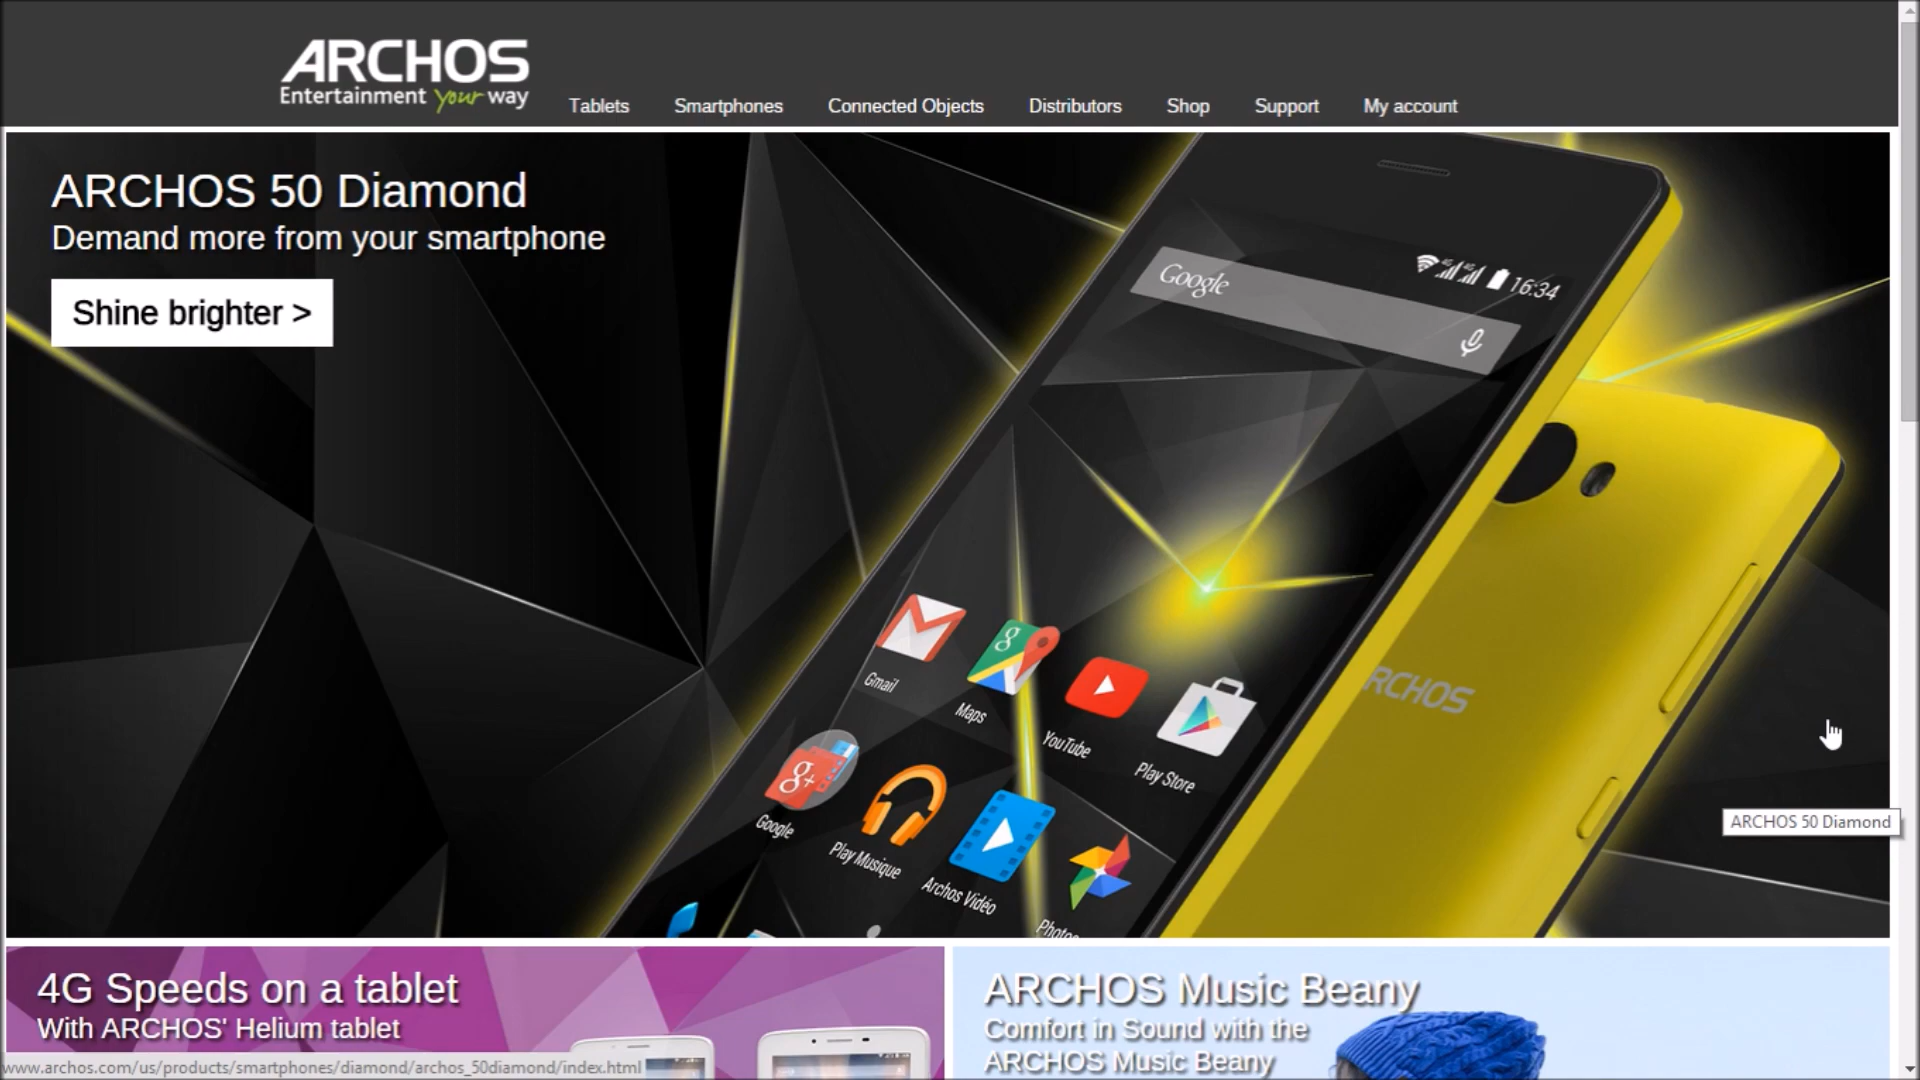 ARCHOS
Entertainment your way
Tablets Smartphones Connected Objects Distributors Shop Support My account
ARCHOS 50 Diamond
Demand more from your smartphone
Shine brighter >
16:34
Google
RCHOS
Gmail
Maps
YouTube
Play Store
Google
Play Musique
Archos Vidéo
Photos
ARCHOS 50 Diamond
4G Speeds on a tablet
With ARCHOS' Helium tablet
ARCHOS Music Beany
Comfort in Sound with the
ARCHOS Music Beany
www.archos.com/us/products/smartphones/diamond/archos_50diamond/index.html